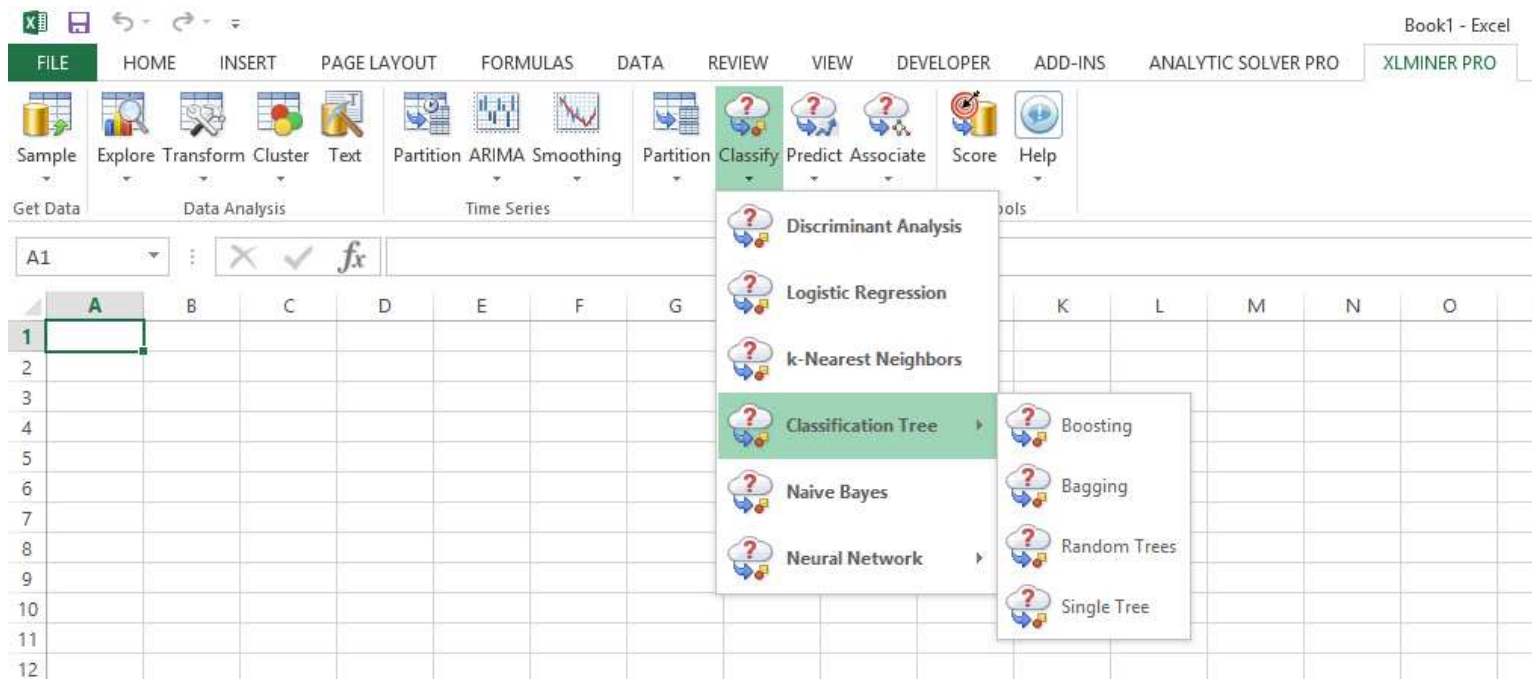 Book1 - Excel
FILE HOME INSERT PAGE LAYOUT FORMULAS DATA REVIEW VIEW DEVELOPER ADD-INS ANALYTIC SOLVER PRO XLMINER PRO
Sample Explore Transform Cluster Text Partition ARIMA Smoothing Partition Classify Predict Associate Score Help
Get Data Data Analysis Time Series ools
A1 fx
A B C D E F G K L M N O
1
2
3
4
5
6
7
8
9
10
11
12
Discriminant Analysis
Logistic Regression
k-Nearest Neighbors
Classification Tree
Naive Bayes
Neural Network
Boosting
Bagging
Random Trees
Single Tree